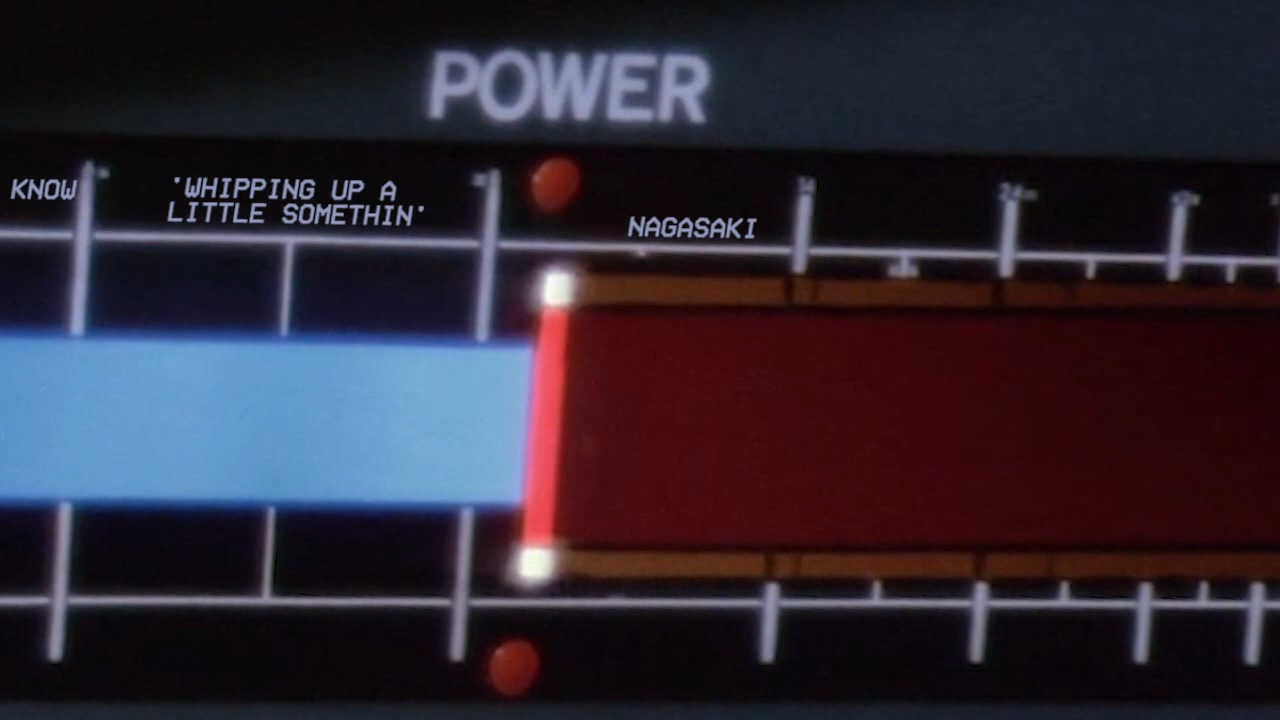 POWER
KNOW
'WHIPPING UP A
LITTLE SOMETHIN'
NAGASAKI